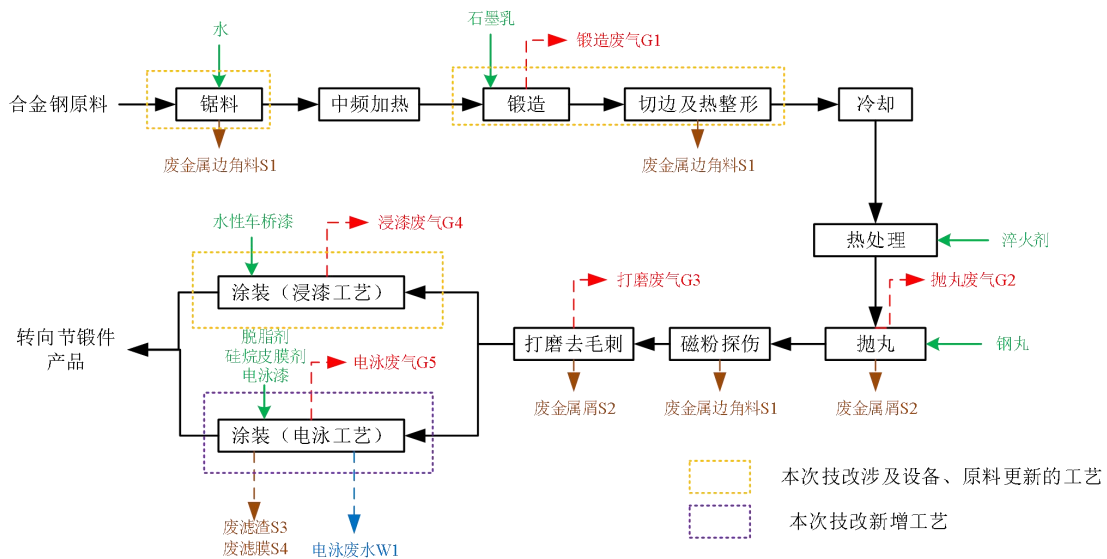 石墨乳
水
锻造废气G1
合金钢原料
锯料
中频加热
锻造
切边及热整形
冷却
废金属边角料S1
废金属边角料S1
水性车桥漆
浸漆废气G4
热处理
淬火剂
打磨废气G3
抛丸废气G2
涂装（浸漆工艺）
转向节锻件
产品
脱脂剂
硅烷皮膜剂
电泳漆
电泳废气G5
打磨去毛刺
磁粉探伤
抛丸
钢丸
废金属屑S2
废金属边角料S1
废金属屑S2
涂装（电泳工艺）
本次技改涉及设备、原料更新的工艺
废滤渣S3
废滤膜S4
电泳废水W1
本次技改新增工艺